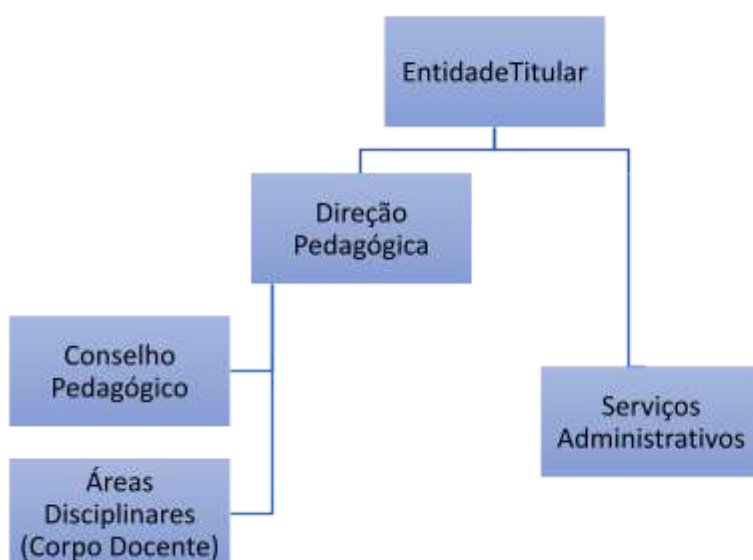 EntidadeTitular
Direção
Pedagógica
Conselho
Pedagógico
Serviços
Administrativos
Áreas
Disciplinares
(Corpo Docente)